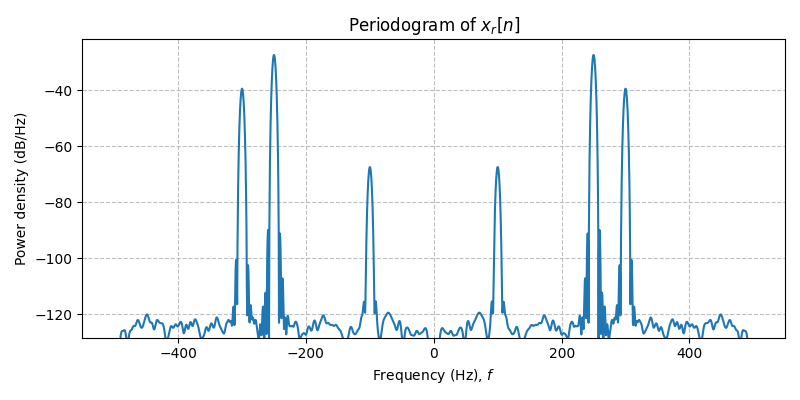 Periodogram of $x_r[n]$
Power density (dB/Hz)
−40
−60
−80
−100
−120
−400 −200 0 200 400
Frequency (Hz), f